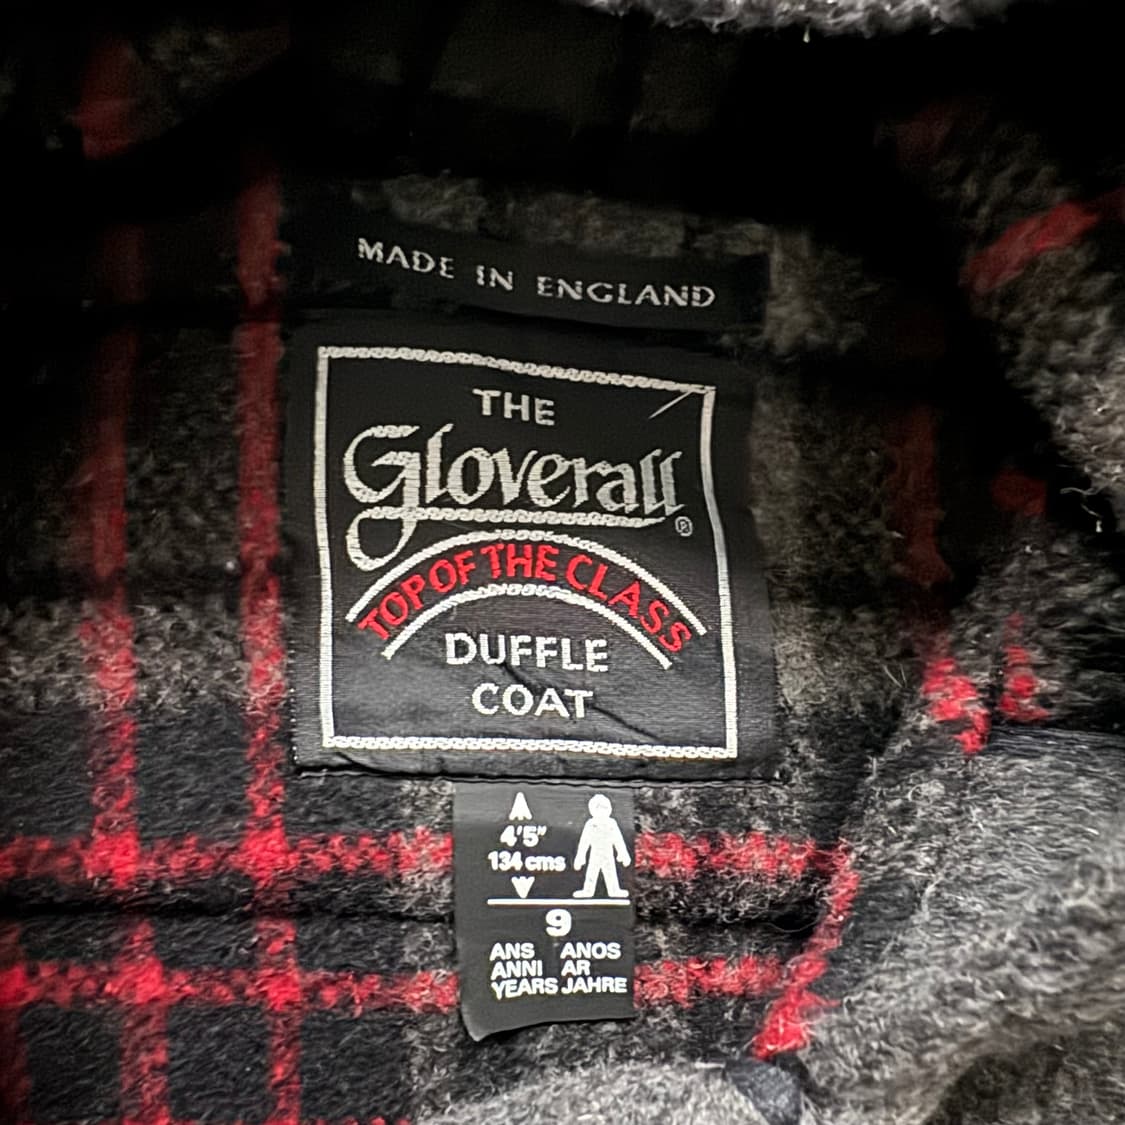 MADE IN ENGLAND
THE
Gloverall®
TOP OF THE CLASS
DUFFLE
COAT
4'5"
134 cms
9
ANS ANOS
ANNI AR
YEARS JAHRE